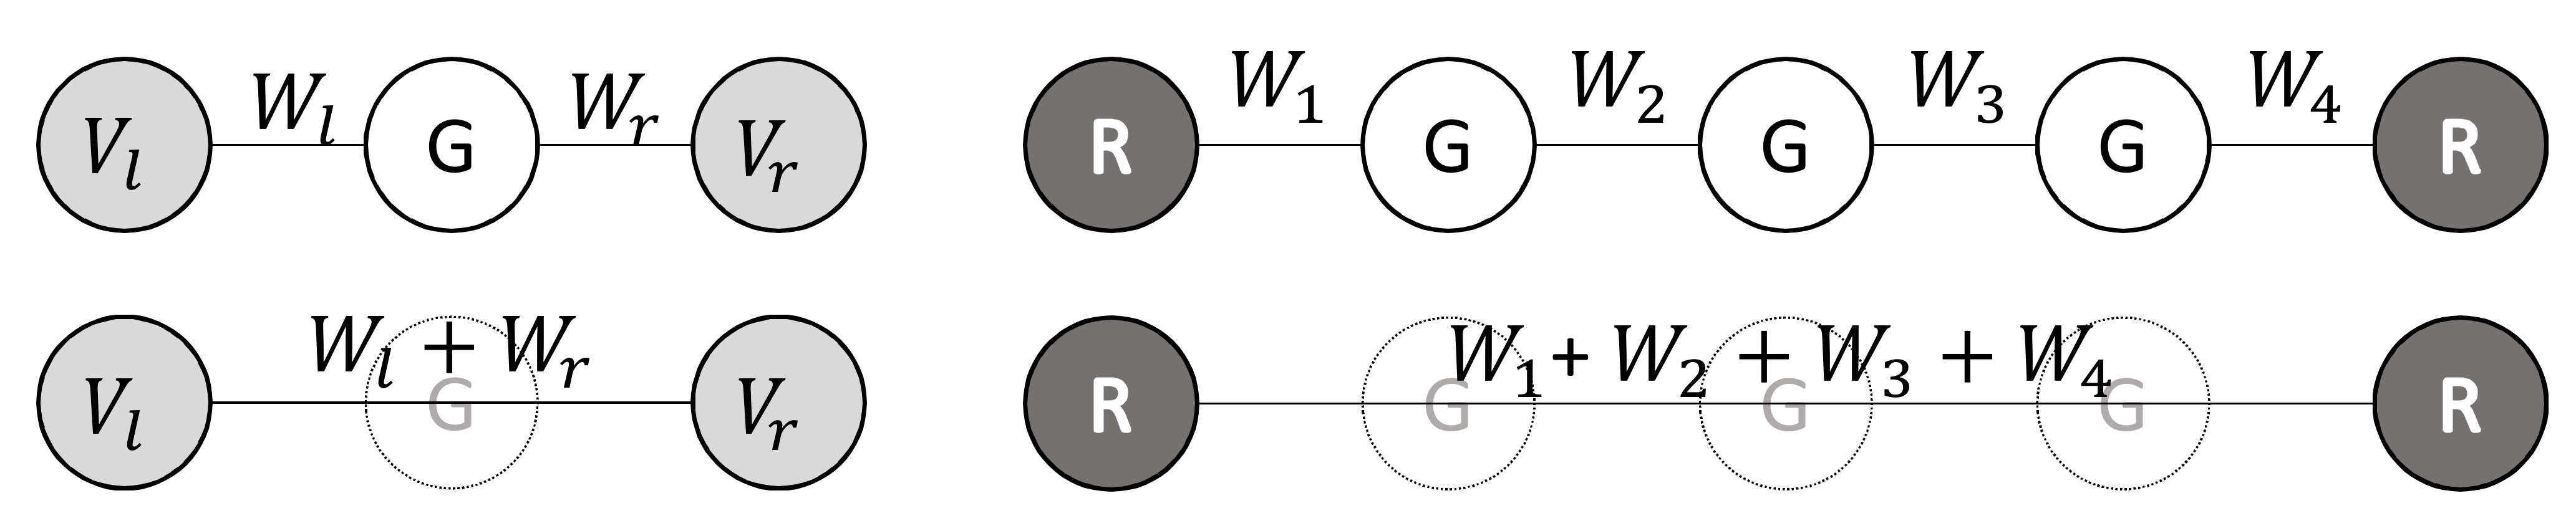 V_l W_l G W_r V_r
R W_1 G W_2 G W_3 G W_4 R
V_l W_l + W_r G V_r
R W_1 + W_2 + W_3 + W_4 G G G R